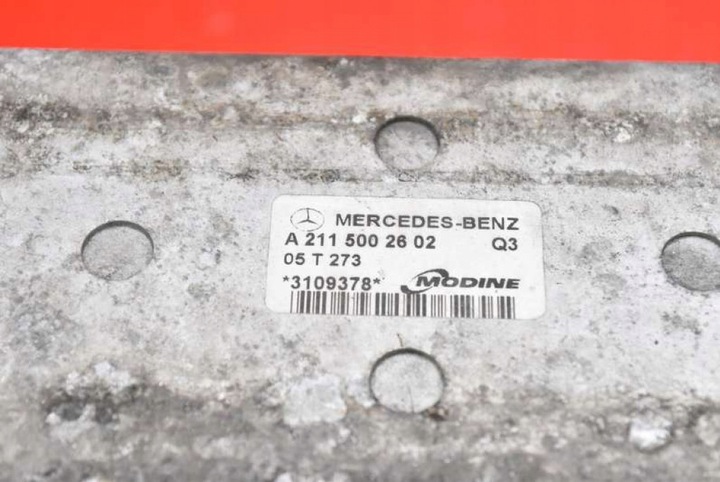 MERCEDES-BENZ
A 211 500 26 02 Q3
05 T 273
*3109378* MODINE